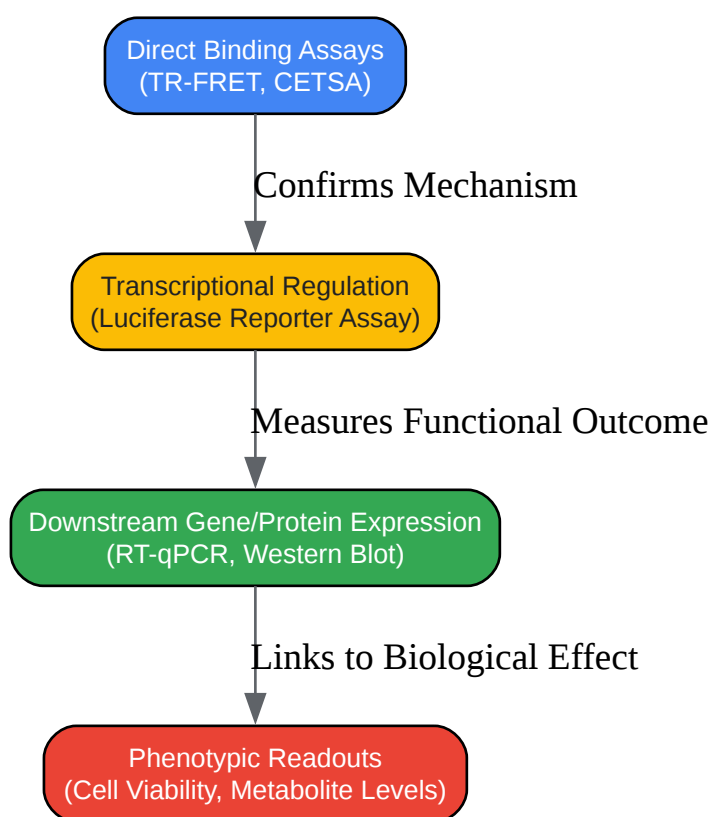 Direct Binding Assays
(TR-FRET, CETSA)
Confirms Mechanism
Transcriptional Regulation
(Luciferase Reporter Assay)
Measures Functional Outcome
Downstream Gene/Protein Expression
(RT-qPCR, Western Blot)
Links to Biological Effect
Phenotypic Readouts
(Cell Viability, Metabolite Levels)